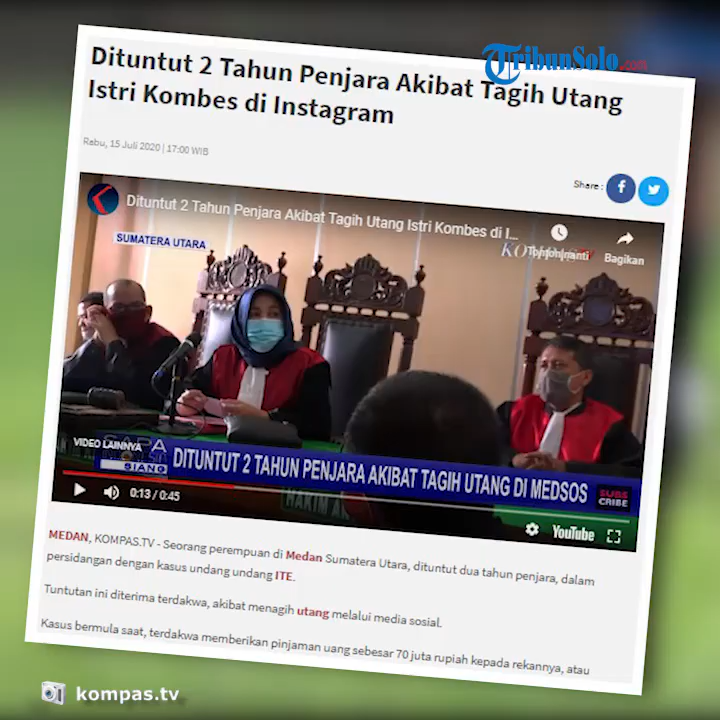 TribunSolo.com
Dituntut 2 Tahun Penjara Akibat Tagih Utang
Istri Kombes di Instagram
Rabu, 15 Juli 2020 | 17:00 WIB
Share :
Dituntut 2 Tahun Penjara Akibat Tagih Utang Istri Kombes di I...
SUMATERA UTARA
Tonton nanti
Bagikan
VIDEO LAINNYA
SIANG
DITUNTUT 2 TAHUN PENJARA AKIBAT TAGIH UTANG DI MEDSOS
SUBS
CRIBE
0:13 / 0:45
HAKIM
YouTube
MEDAN, KOMPAS.TV - Seorang perempuan di Medan Sumatera Utara, dituntut dua tahun penjara, dalam
persidangan dengan kasus undang undang ITE.
Tuntutan ini diterima terdakwa, akibat menagih utang melalui media sosial.
Kasus bermula saat, terdakwa memberikan pinjaman uang sebesar 70 juta rupiah kepada rekannya, atau
kompas.tv